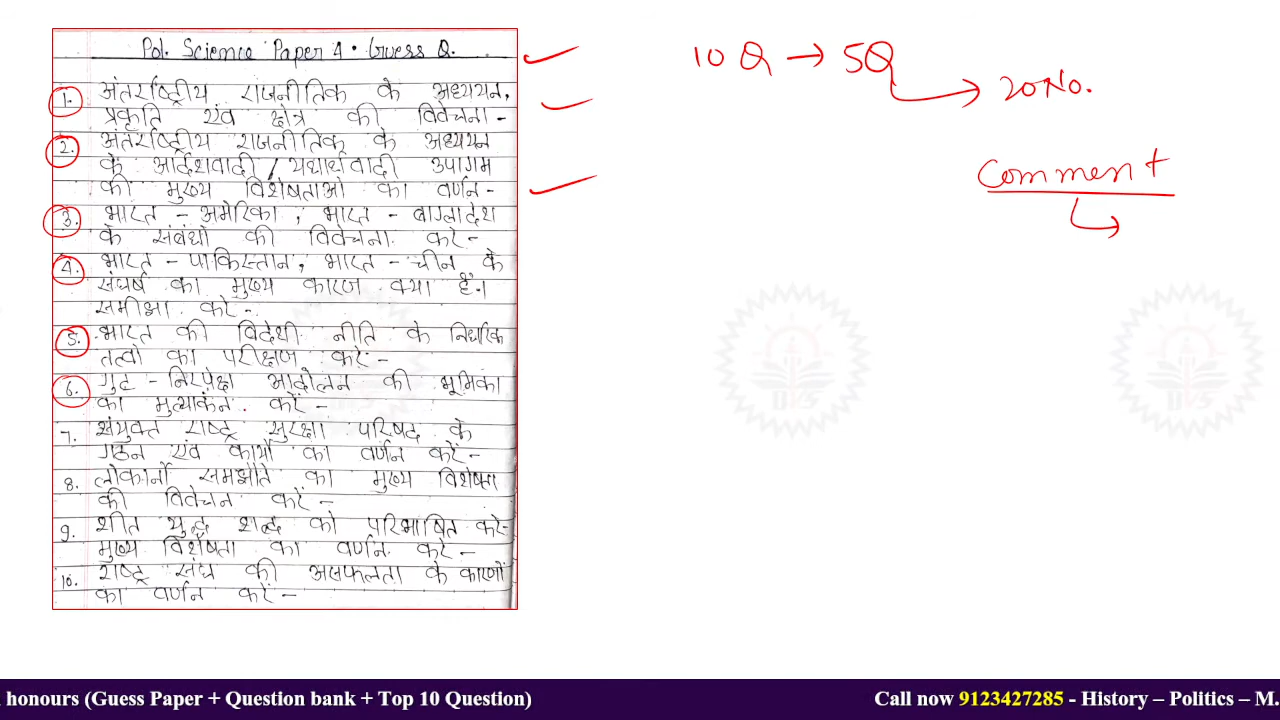 Pol. Science Paper 4 • Guess Q.
1. अंतर्राष्ट्रीय राजनीतिक के अध्ययन,
प्रकृति एंव क्षेत्र की विवेचना -
2. अंतर्राष्ट्रीय राजनीतिक के अध्ययन
के आर्दशवादी / यथार्थवादी उपागम
की मुख्य विशेषताओं का वर्णन -
3. भारत - अमेरिका , भारत - बांग्लादेश
के संबंधो की विवेचना करे -
4. भारत - पाकिस्तान, भारत - चीन के
संघर्ष का मुख्य कारण क्या है।
समीक्षा करे -
5. भारत की विदेशी नीति के निर्धारक
तत्वों का परीक्षण करें -
6. गुट - निरपेक्ष आंदोलन की भूमिका
का मुल्यांकन करें -
7. संयुक्त राष्ट्र सुरक्षा परिषद के
गठन एंव कार्यो का वर्णन करें -
8. लोकार्नो समझौते का मुख्य विशेषता
की विवेचन करें -
9. शीत युद्ध शब्द को परिभाषित करे -
मुख्य विशेषता का वर्णन करे -
10. राष्ट्र संघ की असफलता के कारणों
का वर्णन करें -
10 Q → 5Q
20 No.
Comment
honours (Guess Paper + Question bank + Top 10 Question)
Call now 9123427285 - History – Politics – M.